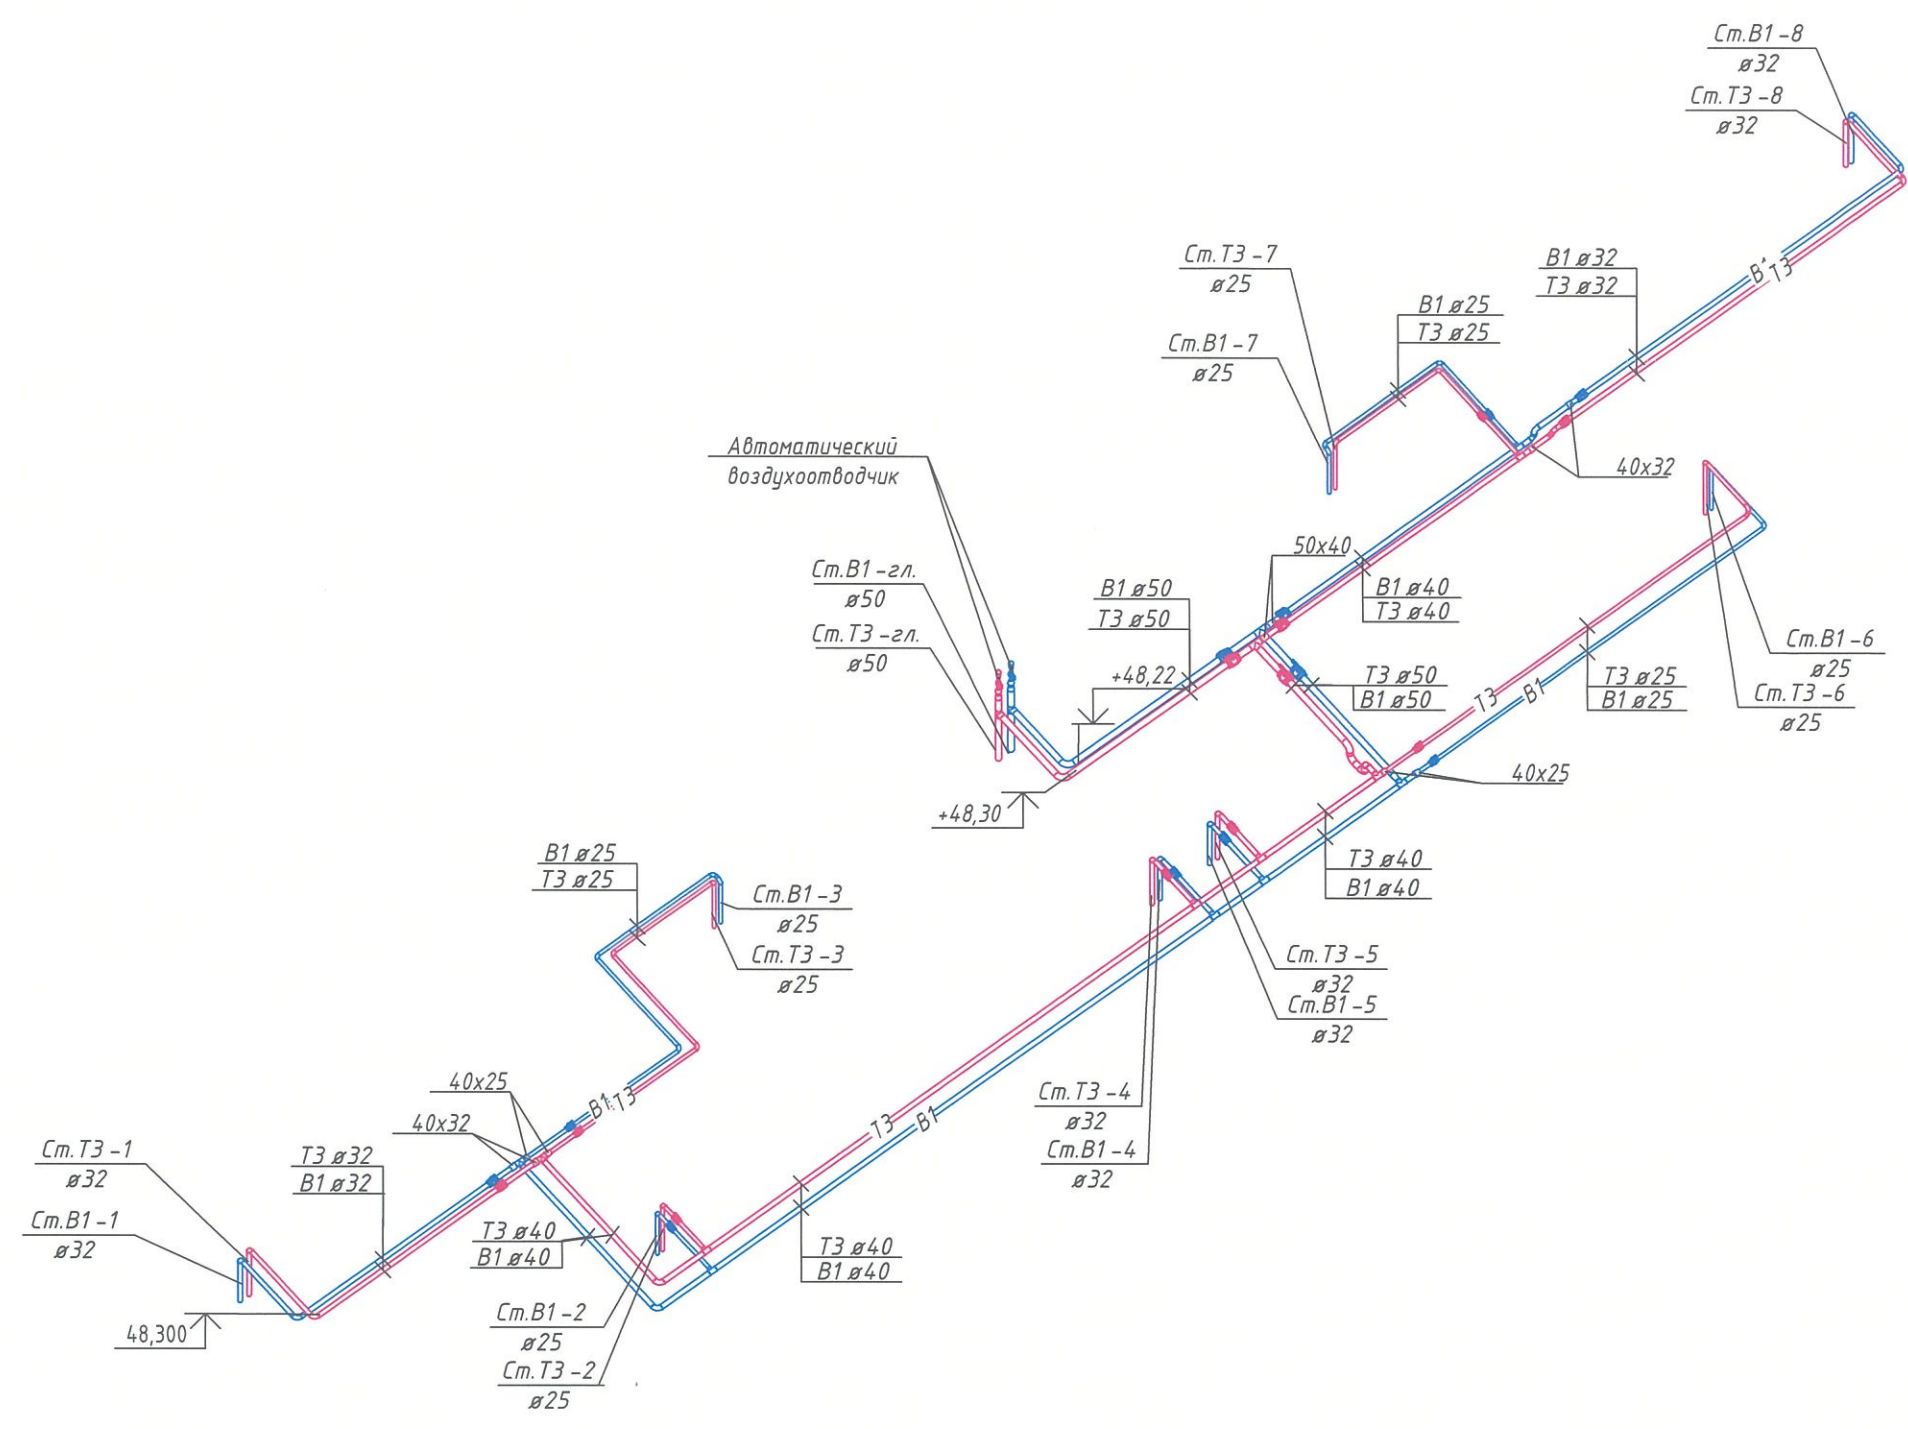 Ст.В1-8
ø32
Ст.Т3-8
ø32
Ст.Т3-7
ø25
Ст.В1-7
ø25
В1 ø25
Т3 ø25
В1 ø32
Т3 ø32
В1
Т3
40х32
Автоматический
воздухоотводчик
Ст.В1-гл.
ø50
Ст.Т3-гл.
ø50
50х40
В1 ø50
Т3 ø50
В1 ø40
Т3 ø40
+48,22
+48,30
Т3 ø50
В1 ø50
Т3
В1
Ст.В1-6
ø25
Ст.Т3-6
ø25
Т3 ø25
В1 ø25
40х25
Т3 ø40
В1 ø40
В1 ø25
Т3 ø25
Ст.В1-3
ø25
Ст.Т3-3
ø25
Ст.Т3-5
ø32
Ст.В1-5
ø32
Ст.Т3-4
ø32
Ст.В1-4
ø32
40х25
40х32
В1
Т3
Т3
В1
Ст.Т3-1
ø32
Ст.В1-1
ø32
Т3 ø32
В1 ø32
Т3 ø40
В1 ø40
Т3 ø40
В1 ø40
48,300
Ст.В1-2
ø25
Ст.Т3-2
ø25